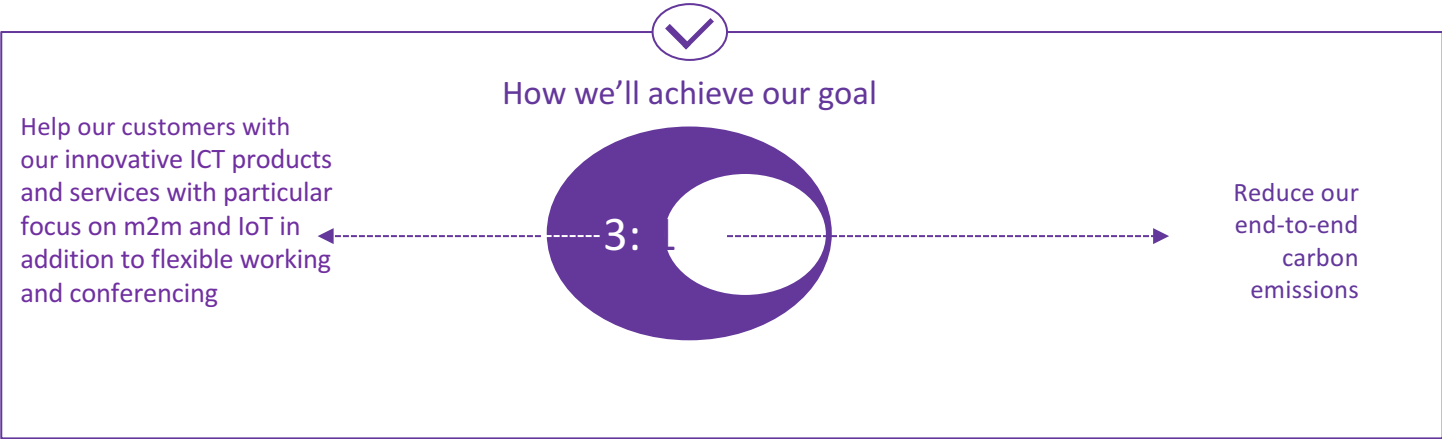 How we’ll achieve our goal
Help our customers with
our innovative ICT products
and services with particular
focus on m2m and IoT in
addition to flexible working
and conferencing
3: 1
Reduce our
end-to-end
carbon
emissions